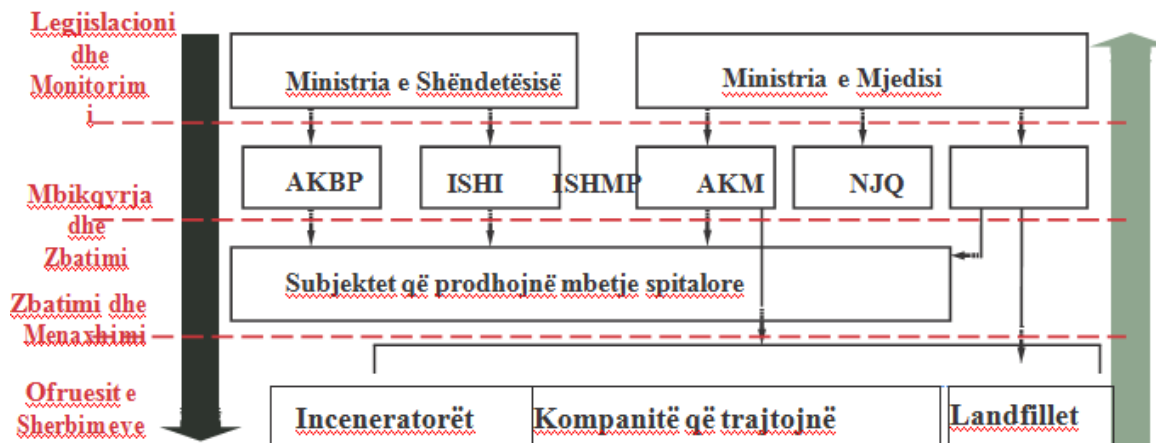 Legjislacioni
dhe
Monitorim
i
Ministria e Shëndetësisë
Ministria e Mjedisi
Mbikqvrja
dhe
Zbatimi
AKBP
ISHI
ISHMP
AKM
NJQ
Zbatimi dhe
Menaxhimi
Subjektet që prodhojnë mbetje spitalore
Ofruesit e
Sherbimeve
Inceneratorët
Kompanitë që trajtojnë
Landfillet